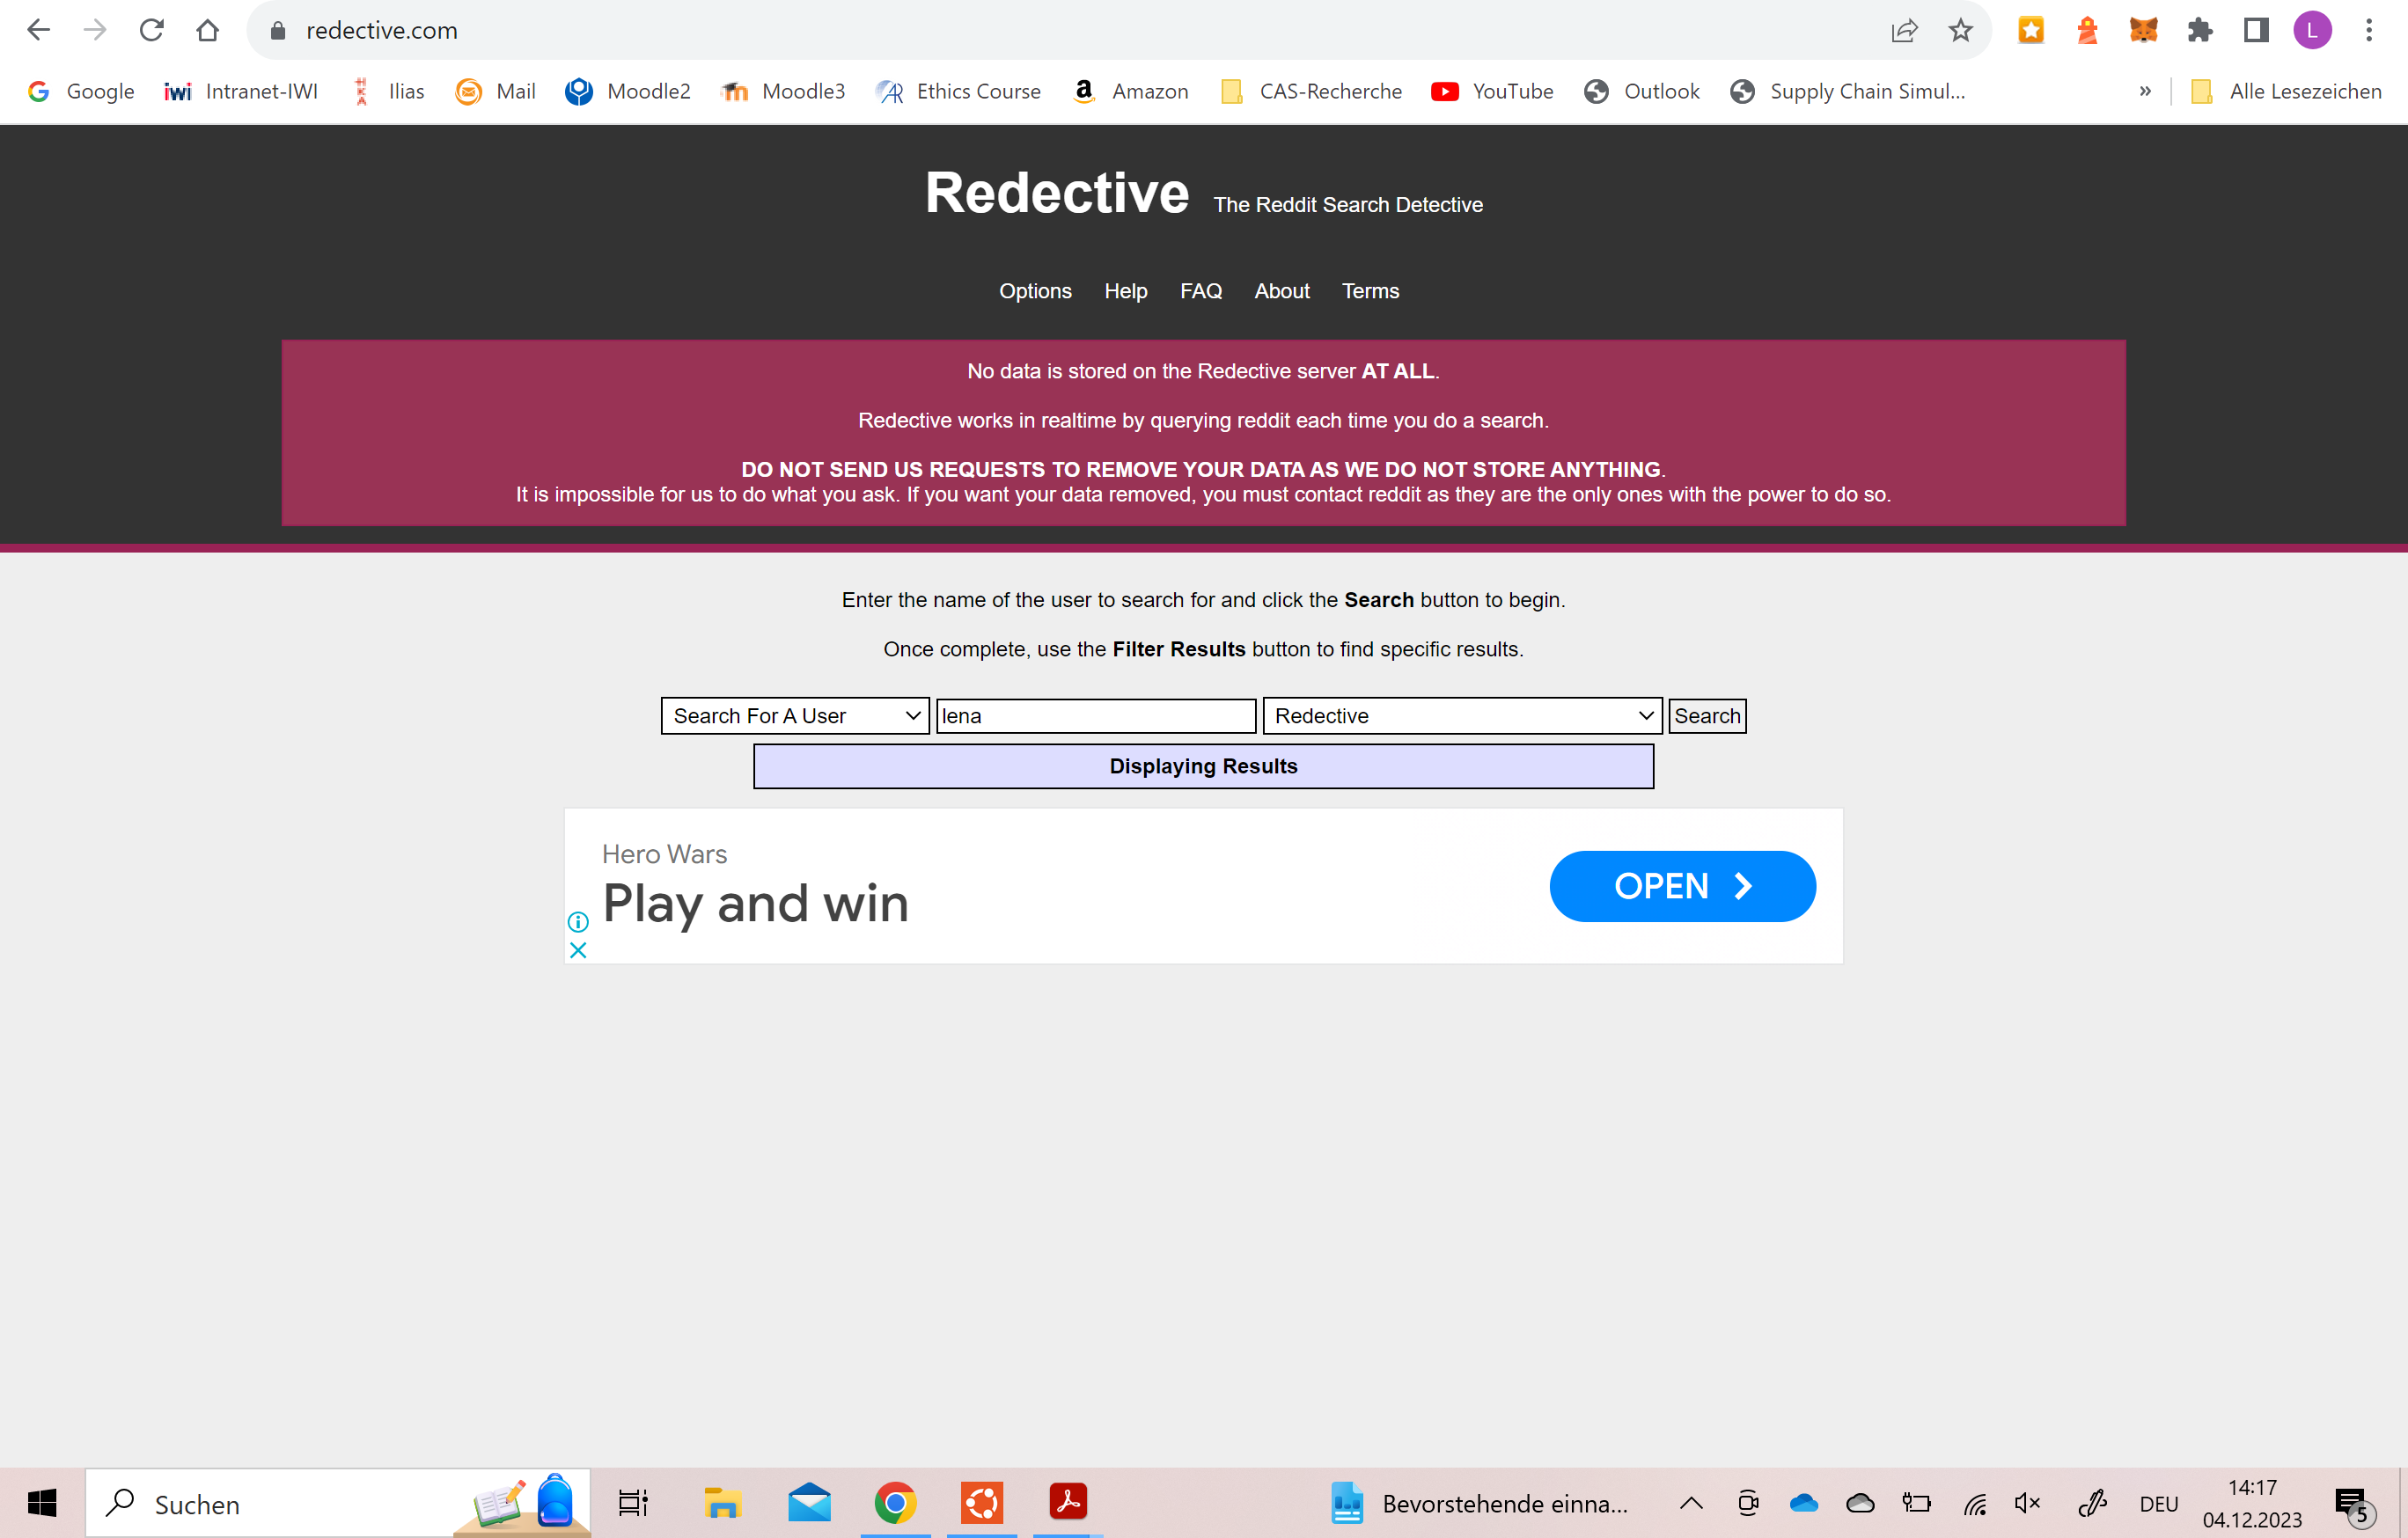 redective.com
L
Google
iwi Intranet-IWI
HKA Ilias
Mail
Moodle2
m Moodle3
AR Ethics Course
a Amazon
CAS-Recherche
YouTube
Outlook
Supply Chain Simul...
»
Alle Lesezeichen
Redective The Reddit Search Detective
Options Help FAQ About Terms
No data is stored on the Redective server AT ALL.
Redective works in realtime by querying reddit each time you do a search.
DO NOT SEND US REQUESTS TO REMOVE YOUR DATA AS WE DO NOT STORE ANYTHING.
It is impossible for us to do what you ask. If you want your data removed, you must contact reddit as they are the only ones with the power to do so.
Enter the name of the user to search for and click the Search button to begin.
Once complete, use the Filter Results button to find specific results.
Search For A User lena Redective Search
Displaying Results
Hero Wars
Play and win
OPEN
Suchen
Bevorstehende einna...
DEU
14:17
04.12.2023
5